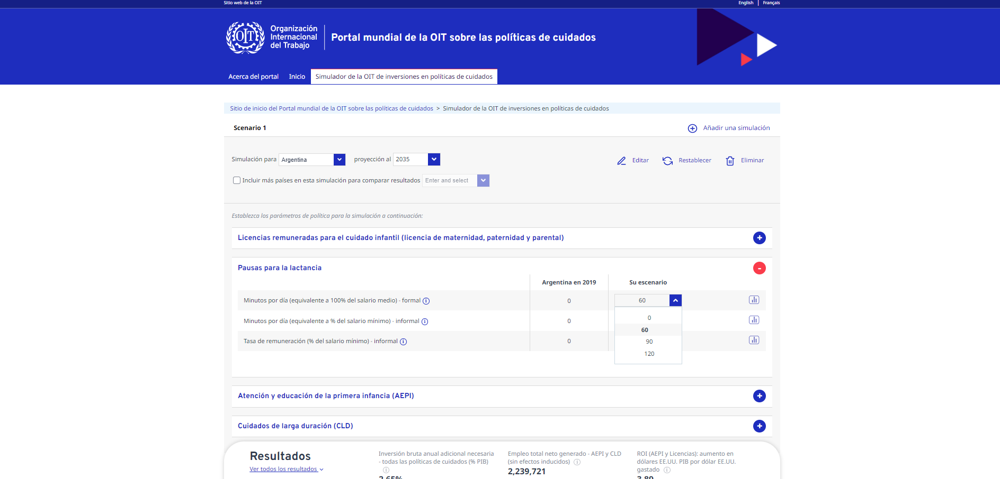 Sitio web de la OIT
English | Français
OIT
Organización
Internacional
del Trabajo
Portal mundial de la OIT sobre las políticas de cuidados
Acerca del portal
Inicio
Simulador de la OIT de inversiones en políticas de cuidados
Sitio de inicio del Portal mundial de la OIT sobre las políticas de cuidados > Simulador de la OIT de inversiones en políticas de cuidados
Scenario 1
Añadir una simulación
Simulación para Argentina proyección al 2035
Editar
Restablecer
Eliminar
Incluir más países en esta simulación para comparar resultados Enter and select
Establezca los parámetros de política para la simulación a continuación:
Licencias remuneradas para el cuidado infantil (licencia de maternidad, paternidad y parental)
+
Pausas para la lactancia
-
Argentina en 2019
Su escenario
Minutos por día (equivalente a 100% del salario medio) - formal
0
60
Minutos por día (equivalente a % del salario mínimo) - informal
0
Tasa de remuneración (% del salario mínimo) - informal
0
0
60
90
120
Atención y educación de la primera infancia (AEPI)
+
Cuidados de larga duración (CLD)
+
Resultados
Ver todos los resultados
Inversión bruta anual adicional necesaria
- todas las políticas de cuidados (% PIB)
2.65%
Empleo total neto generado - AEPI y CLD
(sin efectos inducidos)
2,239,721
ROI (AEPI y Licencias): aumento en
dólares EE.UU. PIB por dólar EE.UU.
gastado
3.89